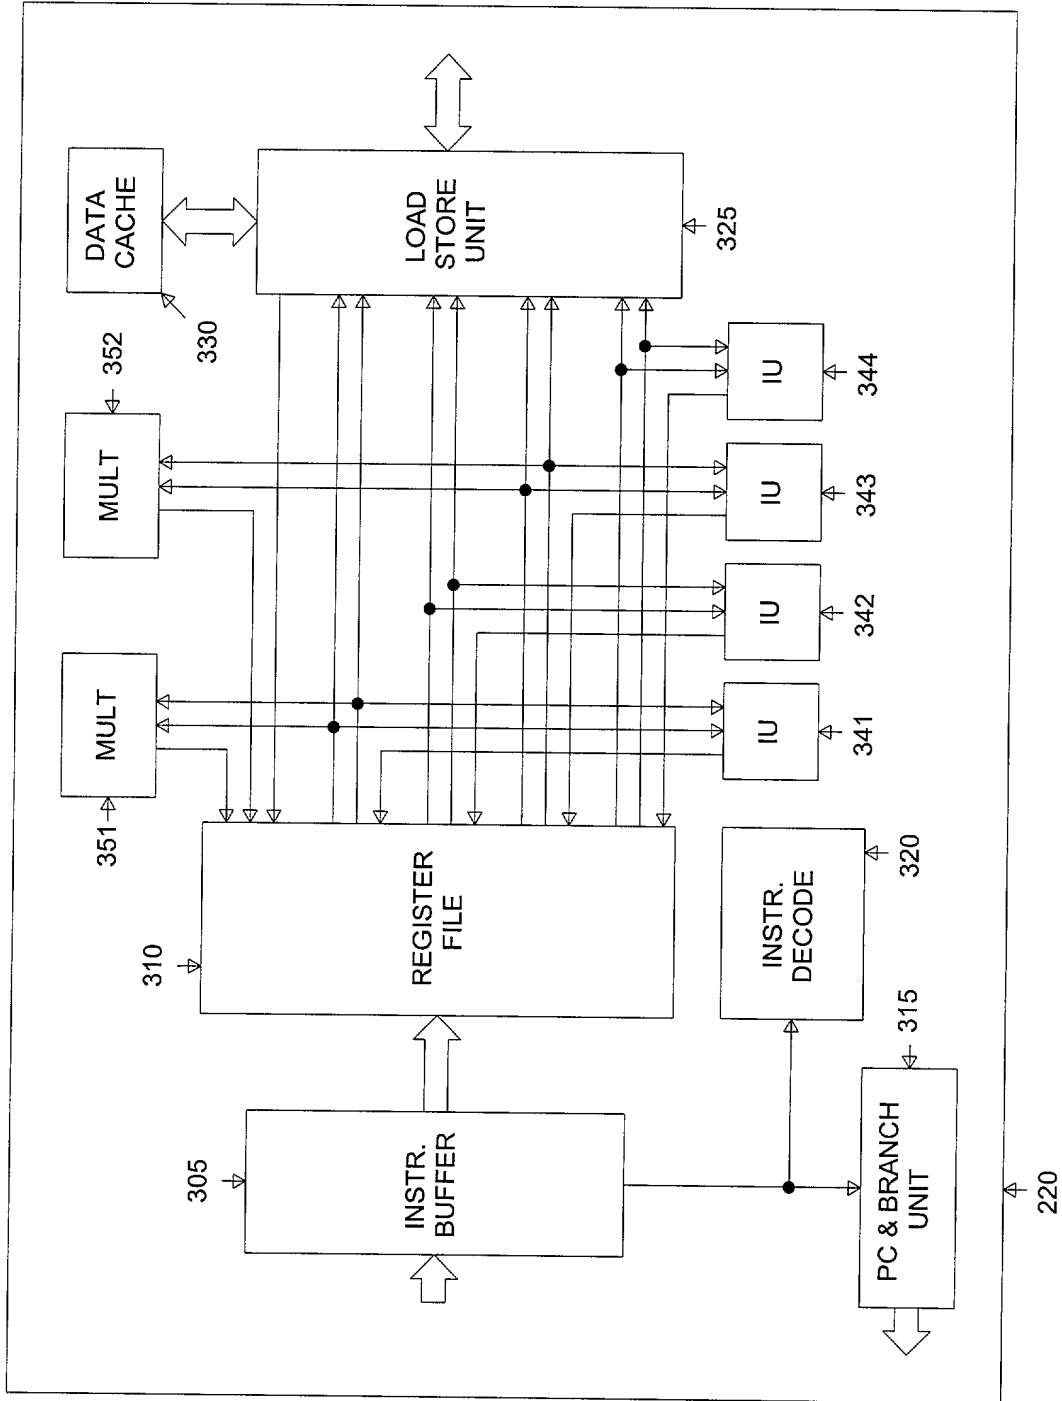 352
MULT
351
MULT
330
DATA
CACHE
310
REGISTER
FILE
305
INSTR.
BUFFER
LOAD
STORE
UNIT
325
IU
341
IU
342
IU
343
IU
344
INSTR.
DECODE
320
PC & BRANCH
UNIT
315
220